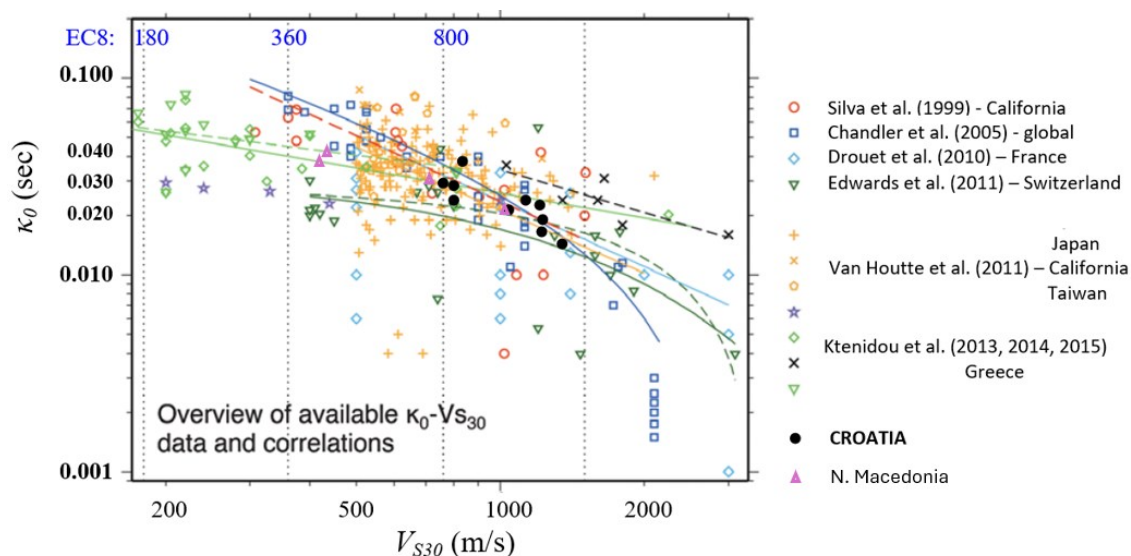 EC8: 180 360 800
0.100
0.040
0.030
0.020
0.010
0.001
κ0 (sec)
Overview of available κ0-Vs30
data and correlations
200 500 1000 2000
VS30 (m/s)
Silva et al. (1999) - California
Chandler et al. (2005) - global
Drouet et al. (2010) – France
Edwards et al. (2011) – Switzerland
Japan
Van Houtte et al. (2011) – California
Taiwan
Ktenidou et al. (2013, 2014, 2015)
Greece
CROATIA
N. Macedonia